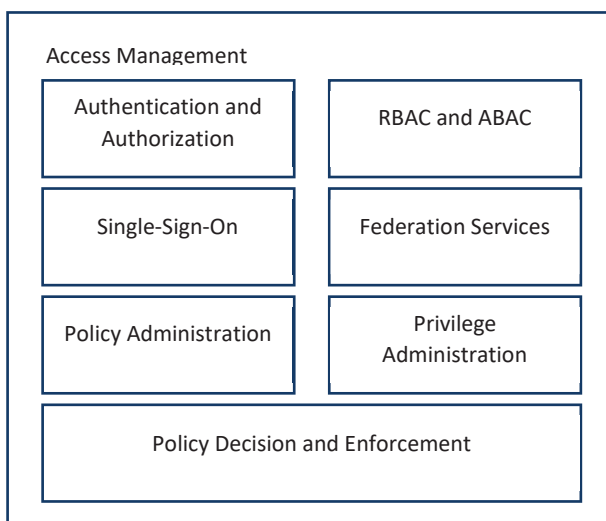 Access Management
Authentication and
Authorization
RBAC and ABAC
Single-Sign-On
Federation Services
Policy Administration
Privilege
Administration
Policy Decision and Enforcement